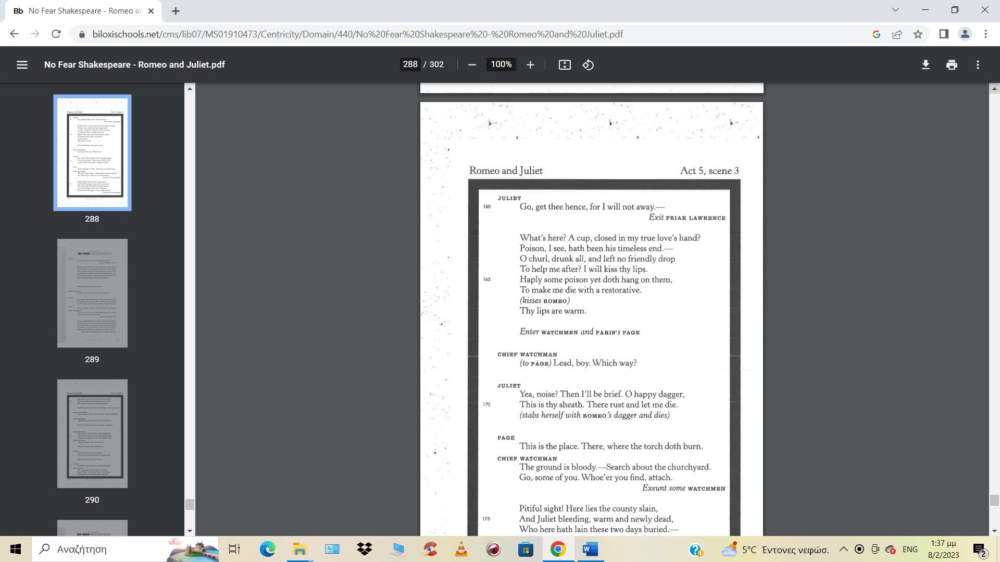 Bb No Fear Shakespeare - Romeo an
biloxischools.net/cms/lib07/MS01910473/Centricity/Domain/440/No%20Fear%20Shakespeare%20-%20Romeo%20and%20Juliet.pdf
No Fear Shakespeare - Romeo and Juliet.pdf
288 / 302
100%
288
289
290
Romeo and Juliet Act 5, scene 3
JULIET
160 Go, get thee hence, for I will not away.—
Exit FRIAR LAWRENCE
What's here? A cup, closed in my true love's hand?
Poison, I see, hath been his timeless end.—
O churl, drunk all, and left no friendly drop
To help me after? I will kiss thy lips.
165 Haply some poison yet doth hang on them,
To make me die with a restorative.
(kisses ROMEO)
Thy lips are warm.
Enter WATCHMEN and PARIS's PAGE
CHIEF WATCHMAN
(to PAGE) Lead, boy. Which way?
JULIET
Yea, noise? Then I'll be brief. O happy dagger,
170 This is thy sheath. There rust and let me die.
(stabs herself with ROMEO's dagger and dies)
PAGE
This is the place. There, where the torch doth burn.
CHIEF WATCHMAN
The ground is bloody.—Search about the churchyard.
Go, some of you. Whoe'er you find, attach.
Exeunt some WATCHMEN
Pitiful sight! Here lies the county slain,
175 And Juliet bleeding, warm and newly dead,
Who here hath lain these two days buried.—
Αναζήτηση
5°C Έντονες νεφώσ.
ENG
1:37 μμ
8/2/2023
2